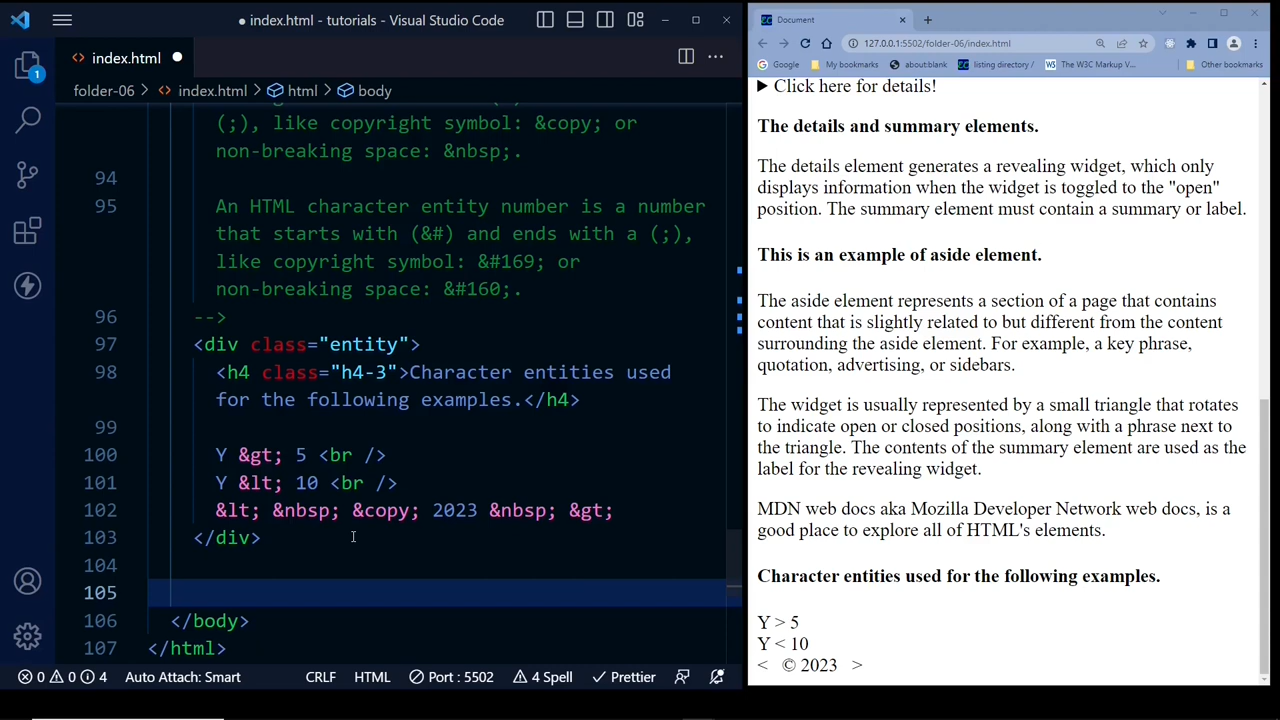 index.html - tutorials - Visual Studio Code
index.html
folder-06 > index.html > html > body
(;), like copyright symbol: &copy; or
non-breaking space: &nbsp;.
94
95 An HTML character entity number is a number
that starts with (&#) and ends with a (;),
like copyright symbol: &#169; or
non-breaking space: &#160;.
96 -->
97 <div class="entity">
98 <h4 class="h4-3">Character entities used
for the following examples.</h4>
99
100 Y &gt; 5 <br />
101 Y &lt; 10 <br />
102 &lt; &nbsp; &copy; 2023 &nbsp; &gt;
103 </div>
104
105
106 </body>
107 </html>
1
0 0 4 Auto Attach: Smart CRLF HTML Port : 5502 4 Spell Prettier
Document
127.0.0.1:5502/folder-06/index.html
Google My bookmarks about:blank listing directory / The W3C Markup V... Other bookmarks
Click here for details!
The details and summary elements.
The details element generates a revealing widget, which only
displays information when the widget is toggled to the "open"
position. The summary element must contain a summary or label.
This is an example of aside element.
The aside element represents a section of a page that contains
content that is slightly related to but different from the content
surrounding the aside element. For example, a key phrase,
quotation, advertising, or sidebars.
The widget is usually represented by a small triangle that rotates
to indicate open or closed positions, along with a phrase next to
the triangle. The contents of the summary element are used as the
label for the revealing widget.
MDN web docs aka Mozilla Developer Network web docs, is a
good place to explore all of HTML's elements.
Character entities used for the following examples.
Y > 5
Y < 10
< © 2023 >